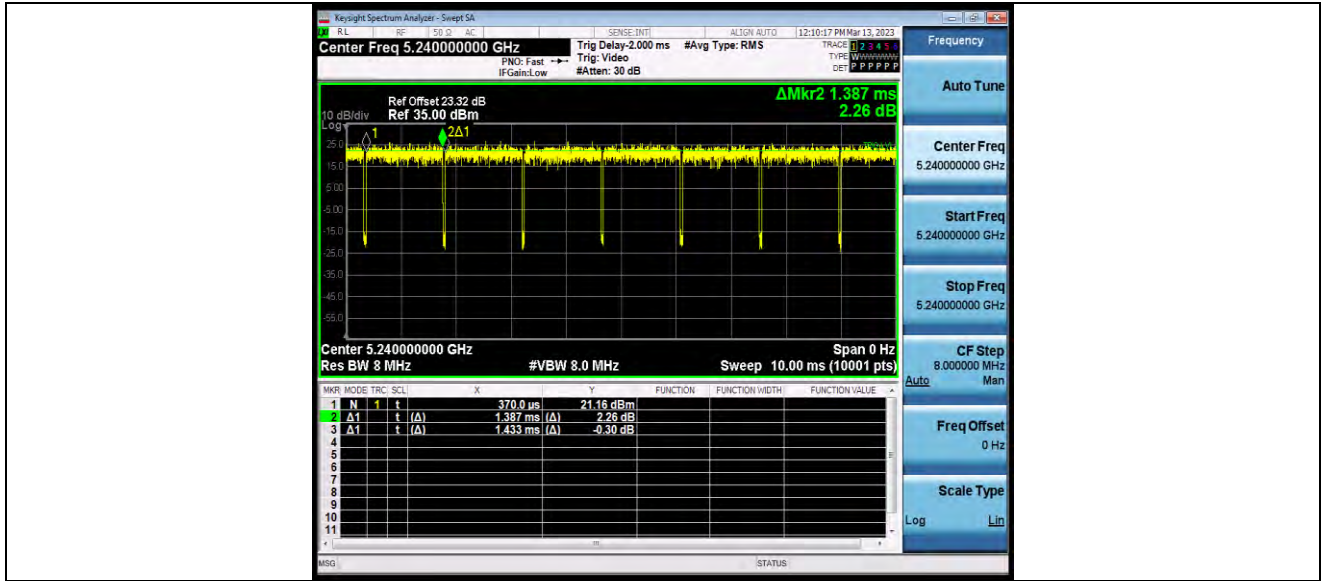 Keysight Spectrum Analyzer - Swept SA
RL RF 50 Ω AC SENSE:INT ALIGN AUTO 12:10:17 PM Mar 13, 2023
Center Freq 5.240000000 GHz Trig Delay-2.000 ms #Avg Type: RMS TRACE 1 2 3 4 5 6
PNO: Fast Trig: Video TYPE WWWWWW
IFGain:Low #Atten: 30 dB DET P P P P P P
Frequency
ΔMkr2 1.387 ms
2.26 dB
Ref Offset 23.32 dB
10 dB/div Ref 35.00 dBm
Log
1
2Δ1
25.0
15.0
5.00
-5.00
-15.0
-25.0
-35.0
-45.0
-55.0
Center 5.240000000 GHz Span 0 Hz
Res BW 8 MHz #VBW 8.0 MHz Sweep 10.00 ms (10001 pts)
MKR MODE TRC SCL X Y FUNCTION FUNCTION WIDTH FUNCTION VALUE
1 N 1 t 370.0 µs 21.16 dBm
2 Δ1 t (Δ) 1.387 ms (Δ) 2.26 dB
3 Δ1 t (Δ) 1.433 ms (Δ) -0.30 dB
4
5
6
7
8
9
10
11
MSG STATUS
Auto Tune
Center Freq
5.240000000 GHz
Start Freq
5.240000000 GHz
Stop Freq
5.240000000 GHz
CF Step
8.000000 MHz
Auto Man
Freq Offset
0 Hz
Scale Type
Log Lin